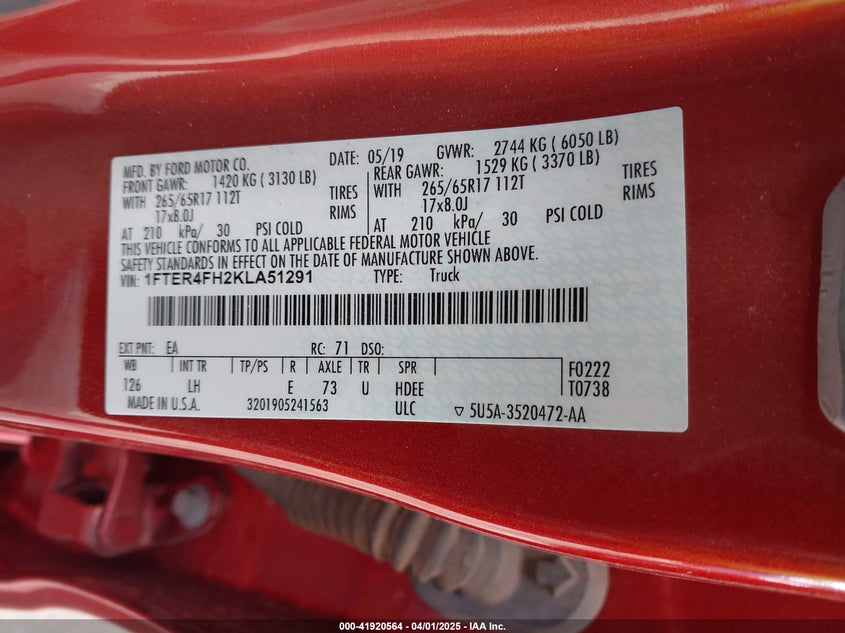 MFD. BY FORD MOTOR CO.
DATE: 05/19 GVWR: 2744 KG ( 6050 LB)
FRONT GAWR: 1420 KG ( 3130 LB) REAR GAWR: 1529 KG ( 3370 LB)
WITH 265/65R17 112T TIRES WITH 265/65R17 112T TIRES
17x8.0J RIMS 17x8.0J RIMS
AT 210 kPa/ 30 PSI COLD AT 210 kPa/ 30 PSI COLD
THIS VEHICLE CONFORMS TO ALL APPLICABLE FEDERAL MOTOR VEHICLE
SAFETY STANDARDS IN EFFECT ON THE DATE OF MANUFACTURE SHOWN ABOVE.
VIN: 1FTER4FH2KLA51291 TYPE: Truck
EXT PNT: EA RC: 71 DSO:
WB INT TR TP/PS R AXLE TR SPR F0222
126 LH E 73 U HDEE T0738
MADE IN U.S.A. 3201905241563 ULC ▽ 5U5A-3520472-AA
000-41920564 - 04/01/2025 - IAA Inc.